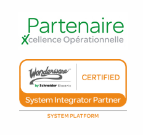 Partenaire
Xcellence Opérationnelle
Wonderware
by Schneider Electric
CERTIFIED
System Integrator Partner
SYSTEM PLATFORM